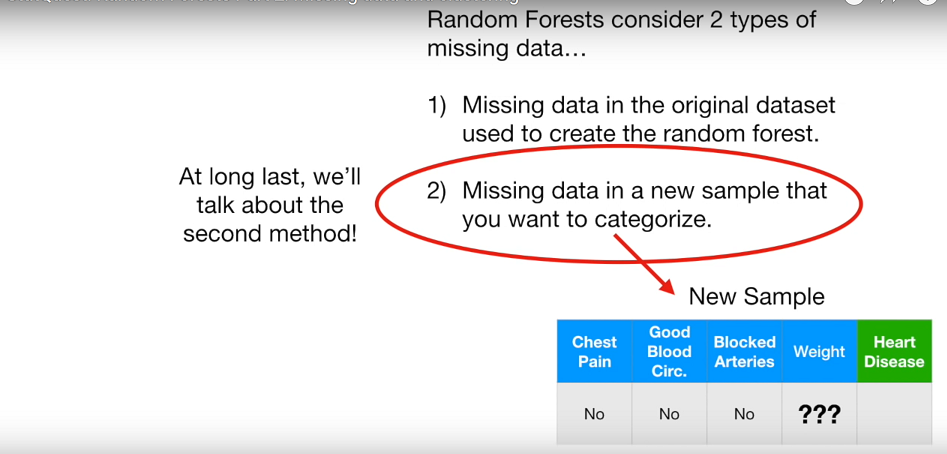 Random Forests consider 2 types of
missing data...
1) Missing data in the original dataset
used to create the random forest.
At long last, we'll
talk about the
second method!
2) Missing data in a new sample that
you want to categorize.
New Sample
Chest Pain
Good Blood Circ.
Blocked Arteries
Weight
Heart Disease
No
No
No
???